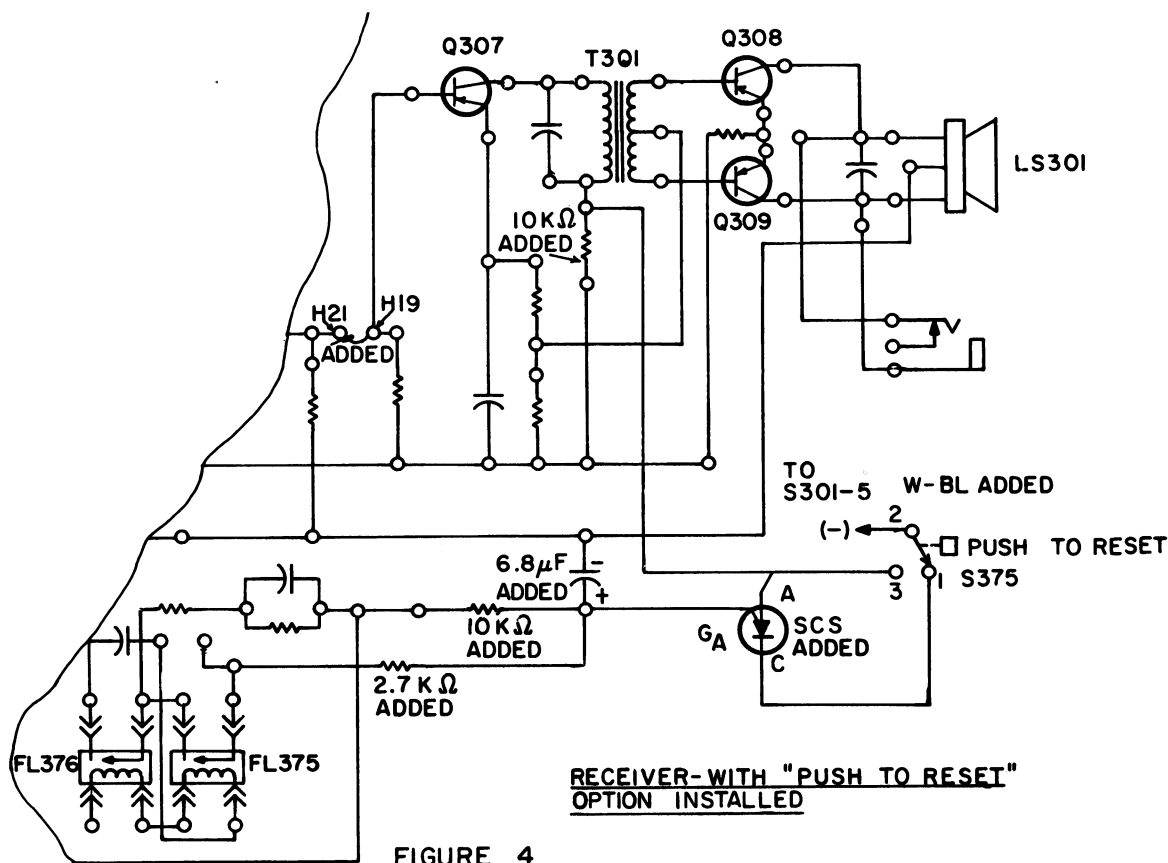 Q307
T301
Q308
LS301
Q309
10KΩ
ADDED
H21
H19
ADDED
TO
S301-5
W-BL ADDED
(-)
2
PUSH TO RESET
S375
3
1
6.8μF
ADDED
-
+
10KΩ
ADDED
2.7KΩ
ADDED
A
GA
SCS
ADDED
C
FL376
FL375
RECEIVER-WITH "PUSH TO RESET"
OPTION INSTALLED
FIGURE 4